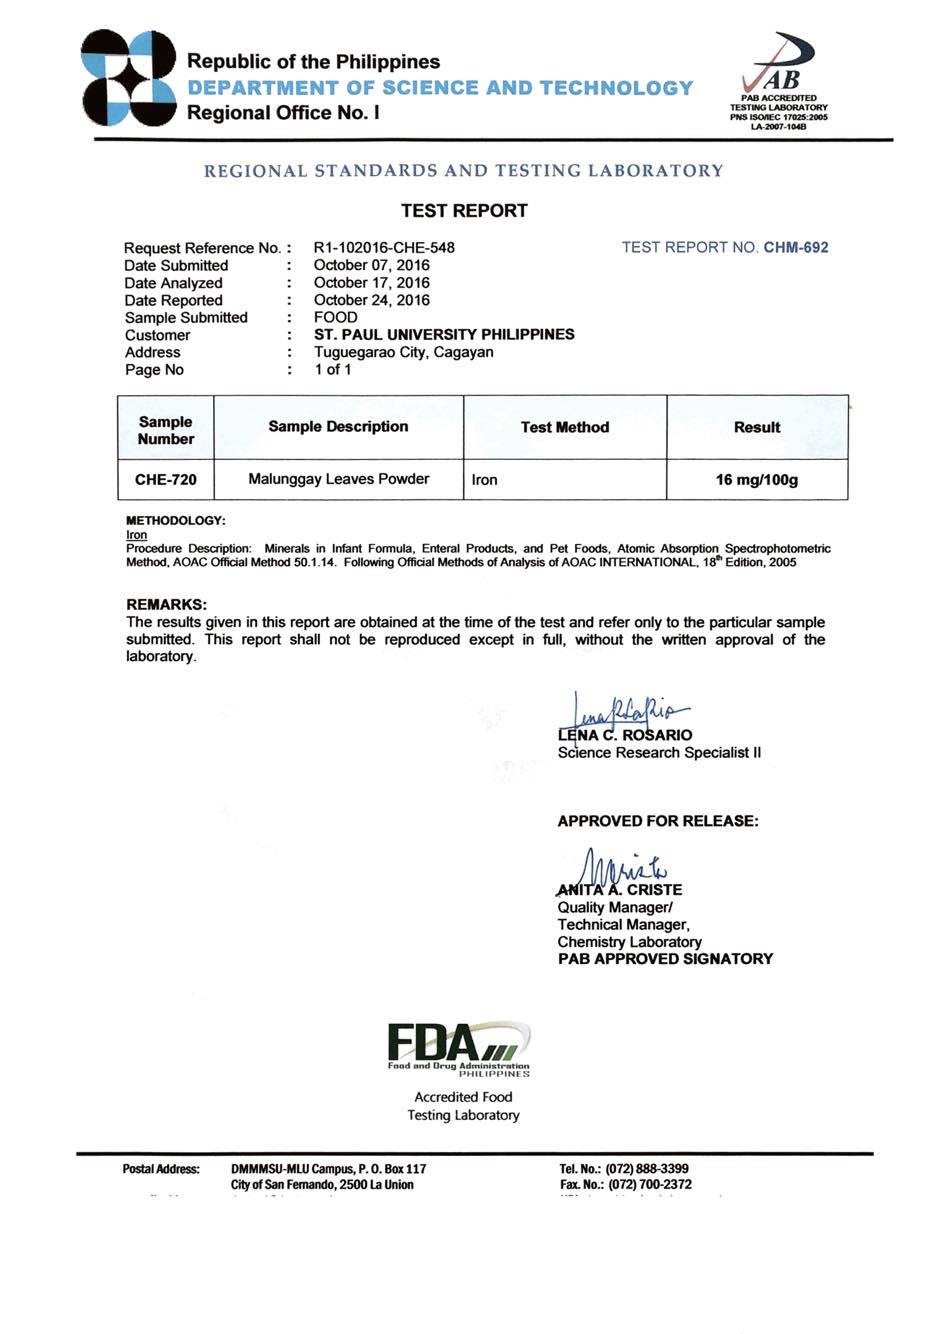 Republic of the Philippines
DEPARTMENT OF SCIENCE AND TECHNOLOGY
Regional Office No. I
PAB
PAB ACCREDITED
TESTING LABORATORY
PNS ISO/IEC 17025:2005
LA-2007-104B
REGIONAL STANDARDS AND TESTING LABORATORY
TEST REPORT
Request Reference No. : R1-102016-CHE-548 TEST REPORT NO. CHM-692
Date Submitted : October 07, 2016
Date Analyzed : October 17, 2016
Date Reported : October 24, 2016
Sample Submitted : FOOD
Customer : ST. PAUL UNIVERSITY PHILIPPINES
Address : Tuguegarao City, Cagayan
Page No : 1 of 1
Sample Number Sample Description Test Method Result
CHE-720 Malunggay Leaves Powder Iron 16 mg/100g
METHODOLOGY:
Iron
Procedure Description: Minerals in Infant Formula, Enteral Products, and Pet Foods, Atomic Absorption Spectrophotometric
Method, AOAC Official Method 50.1.14. Following Official Methods of Analysis of AOAC INTERNATIONAL, 18th Edition, 2005
REMARKS:
The results given in this report are obtained at the time of the test and refer only to the particular sample
submitted. This report shall not be reproduced except in full, without the written approval of the
laboratory.
LENA C. ROSARIO
Science Research Specialist II
APPROVED FOR RELEASE:
ANITA A. CRISTE
Quality Manager/
Technical Manager,
Chemistry Laboratory
PAB APPROVED SIGNATORY
FDA
Food and Drug Administration
PHILIPPINES
Accredited Food
Testing Laboratory
Postal Address: DMMMSU-MLU Campus, P. O. Box 117 Tel. No.: (072) 888-3399
City of San Fernando, 2500 La Union Fax. No.: (072) 700-2372